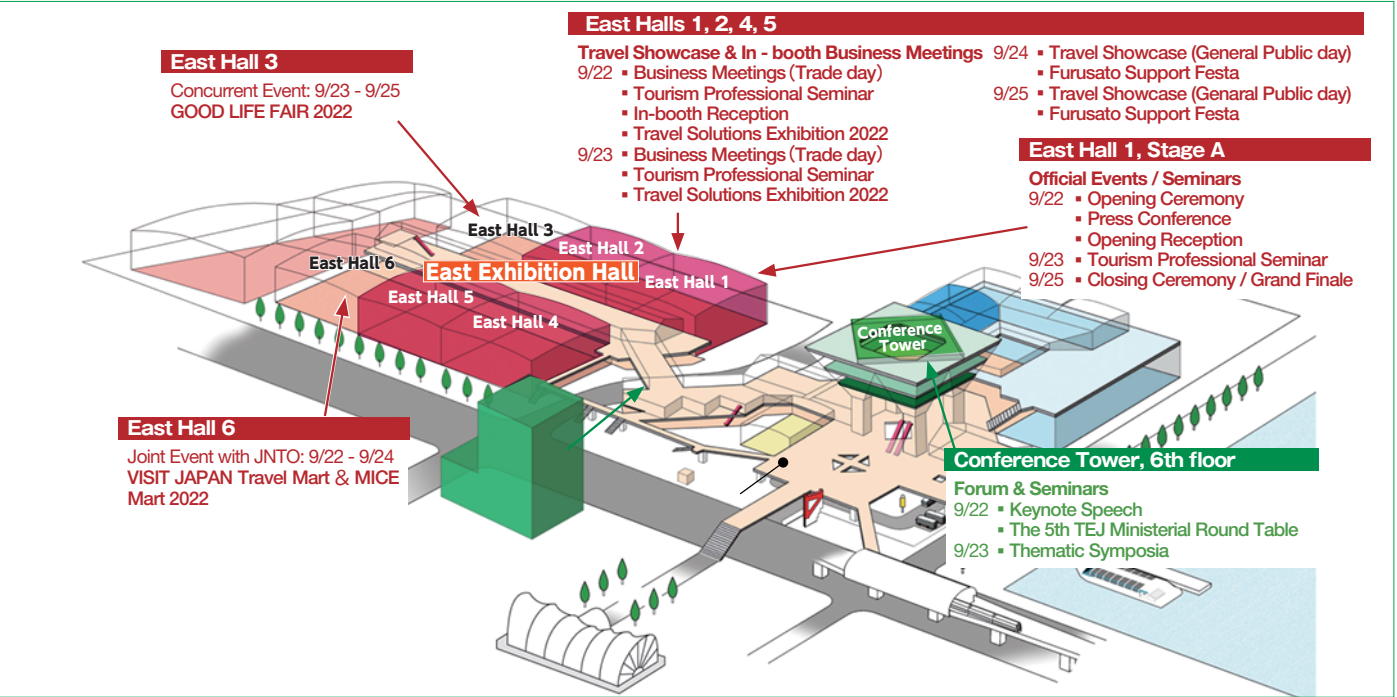 East Halls 1, 2, 4, 5
Travel Showcase & In - booth Business Meetings
9/22 ▪ Business Meetings (Trade day)
▪ Tourism Professional Seminar
▪ In-booth Reception
▪ Travel Solutions Exhibition 2022
9/23 ▪ Business Meetings (Trade day)
▪ Tourism Professional Seminar
▪ Travel Solutions Exhibition 2022
9/24 ▪ Travel Showcase (General Public day)
▪ Furusato Support Festa
9/25 ▪ Travel Showcase (Genaral Public day)
▪ Furusato Support Festa
East Hall 3
Concurrent Event: 9/23 - 9/25
GOOD LIFE FAIR 2022
East Hall 1, Stage A
Official Events / Seminars
9/22 ▪ Opening Ceremony
▪ Press Conference
▪ Opening Reception
9/23 ▪ Tourism Professional Seminar
9/25 ▪ Closing Ceremony / Grand Finale
East Hall 3
East Hall 2
East Hall 6
East Exhibition Hall
East Hall 1
East Hall 5
East Hall 4
Conference
Tower
East Hall 6
Joint Event with JNTO: 9/22 - 9/24
VISIT JAPAN Travel Mart & MICE
Mart 2022
Conference Tower, 6th floor
Forum & Seminars
9/22 ▪ Keynote Speech
▪ The 5th TEJ Ministerial Round Table
9/23 ▪ Thematic Symposia